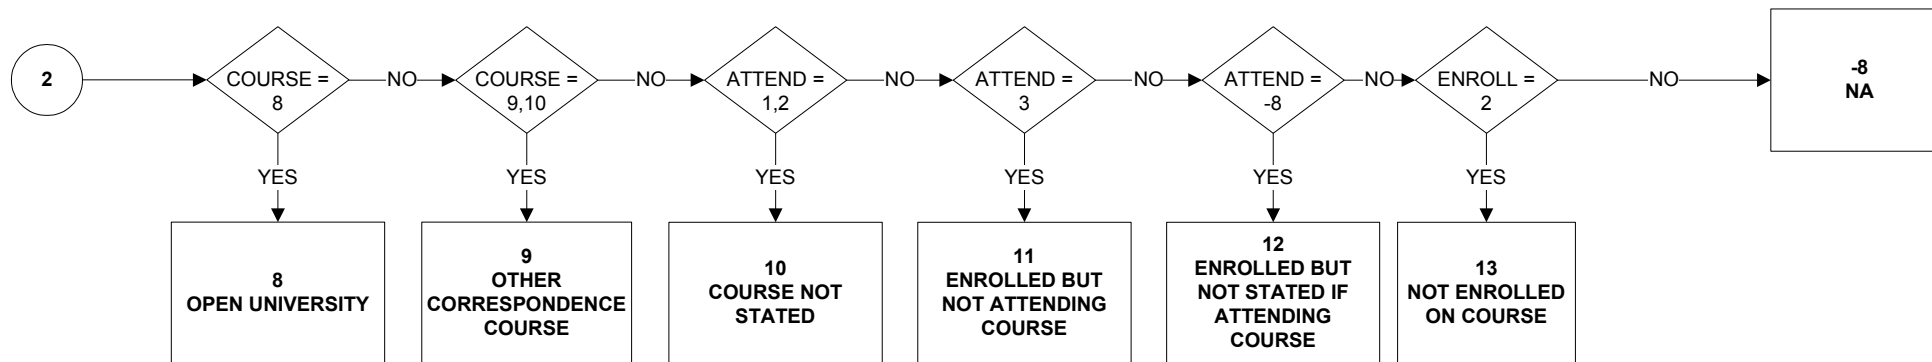 2
COURSE =
8
NO
COURSE =
9,10
NO
ATTEND =
1,2
NO
ATTEND =
3
NO
ATTEND =
-8
NO
ENROLL =
2
NO
-8
NA
YES
YES
YES
YES
YES
YES
8
OPEN UNIVERSITY
9
OTHER
CORRESPONDENCE
COURSE
10
COURSE NOT
STATED
11
ENROLLED BUT
NOT ATTENDING
COURSE
12
ENROLLED BUT
NOT STATED IF
ATTENDING
COURSE
13
NOT ENROLLED
ON COURSE